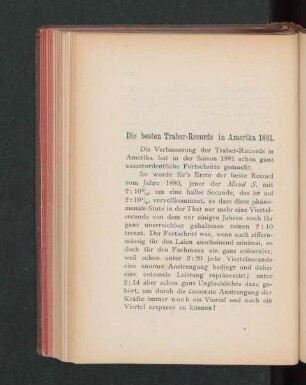 Die besten Traber-Records in Amerika 1881.
Die Verbesserung der Traber-Records in
Amerika hat in der Saison 1881 schon ganz
ausserordentliche Fortschritte gemacht.
So wurde für's Erste der beste Record
vom Jahre 1880, jener der Maud S. mit
um eine halbe Secunde, das ist auf
vervollkommnet, so dass diese phäno-
menale Stute in der That nur mehr eine Viertel-
secunde von dem vor einigen Jahren noch für
ganz unerreichbar gehaltenen reinen 2 : 10
trennt. Der Fortschritt war, wenn auch ziffern-
mässig für den Laien anscheinend minimal, es
doch für den Fachmann ein ganz colossaler,
weil schon unter 2 : 20 jede Viertelsecunde
eine enorme Anstrengung bedingt und daher
eine colossale Leistung repräsentirt; unter
2 : 14 aber schon ganz Unglaubliches dazu ge-
hört, um durch die äusserste Anstrengung der
Kräfte immer noch ein Viertel und noch ein
Viertel ersparen zu können!